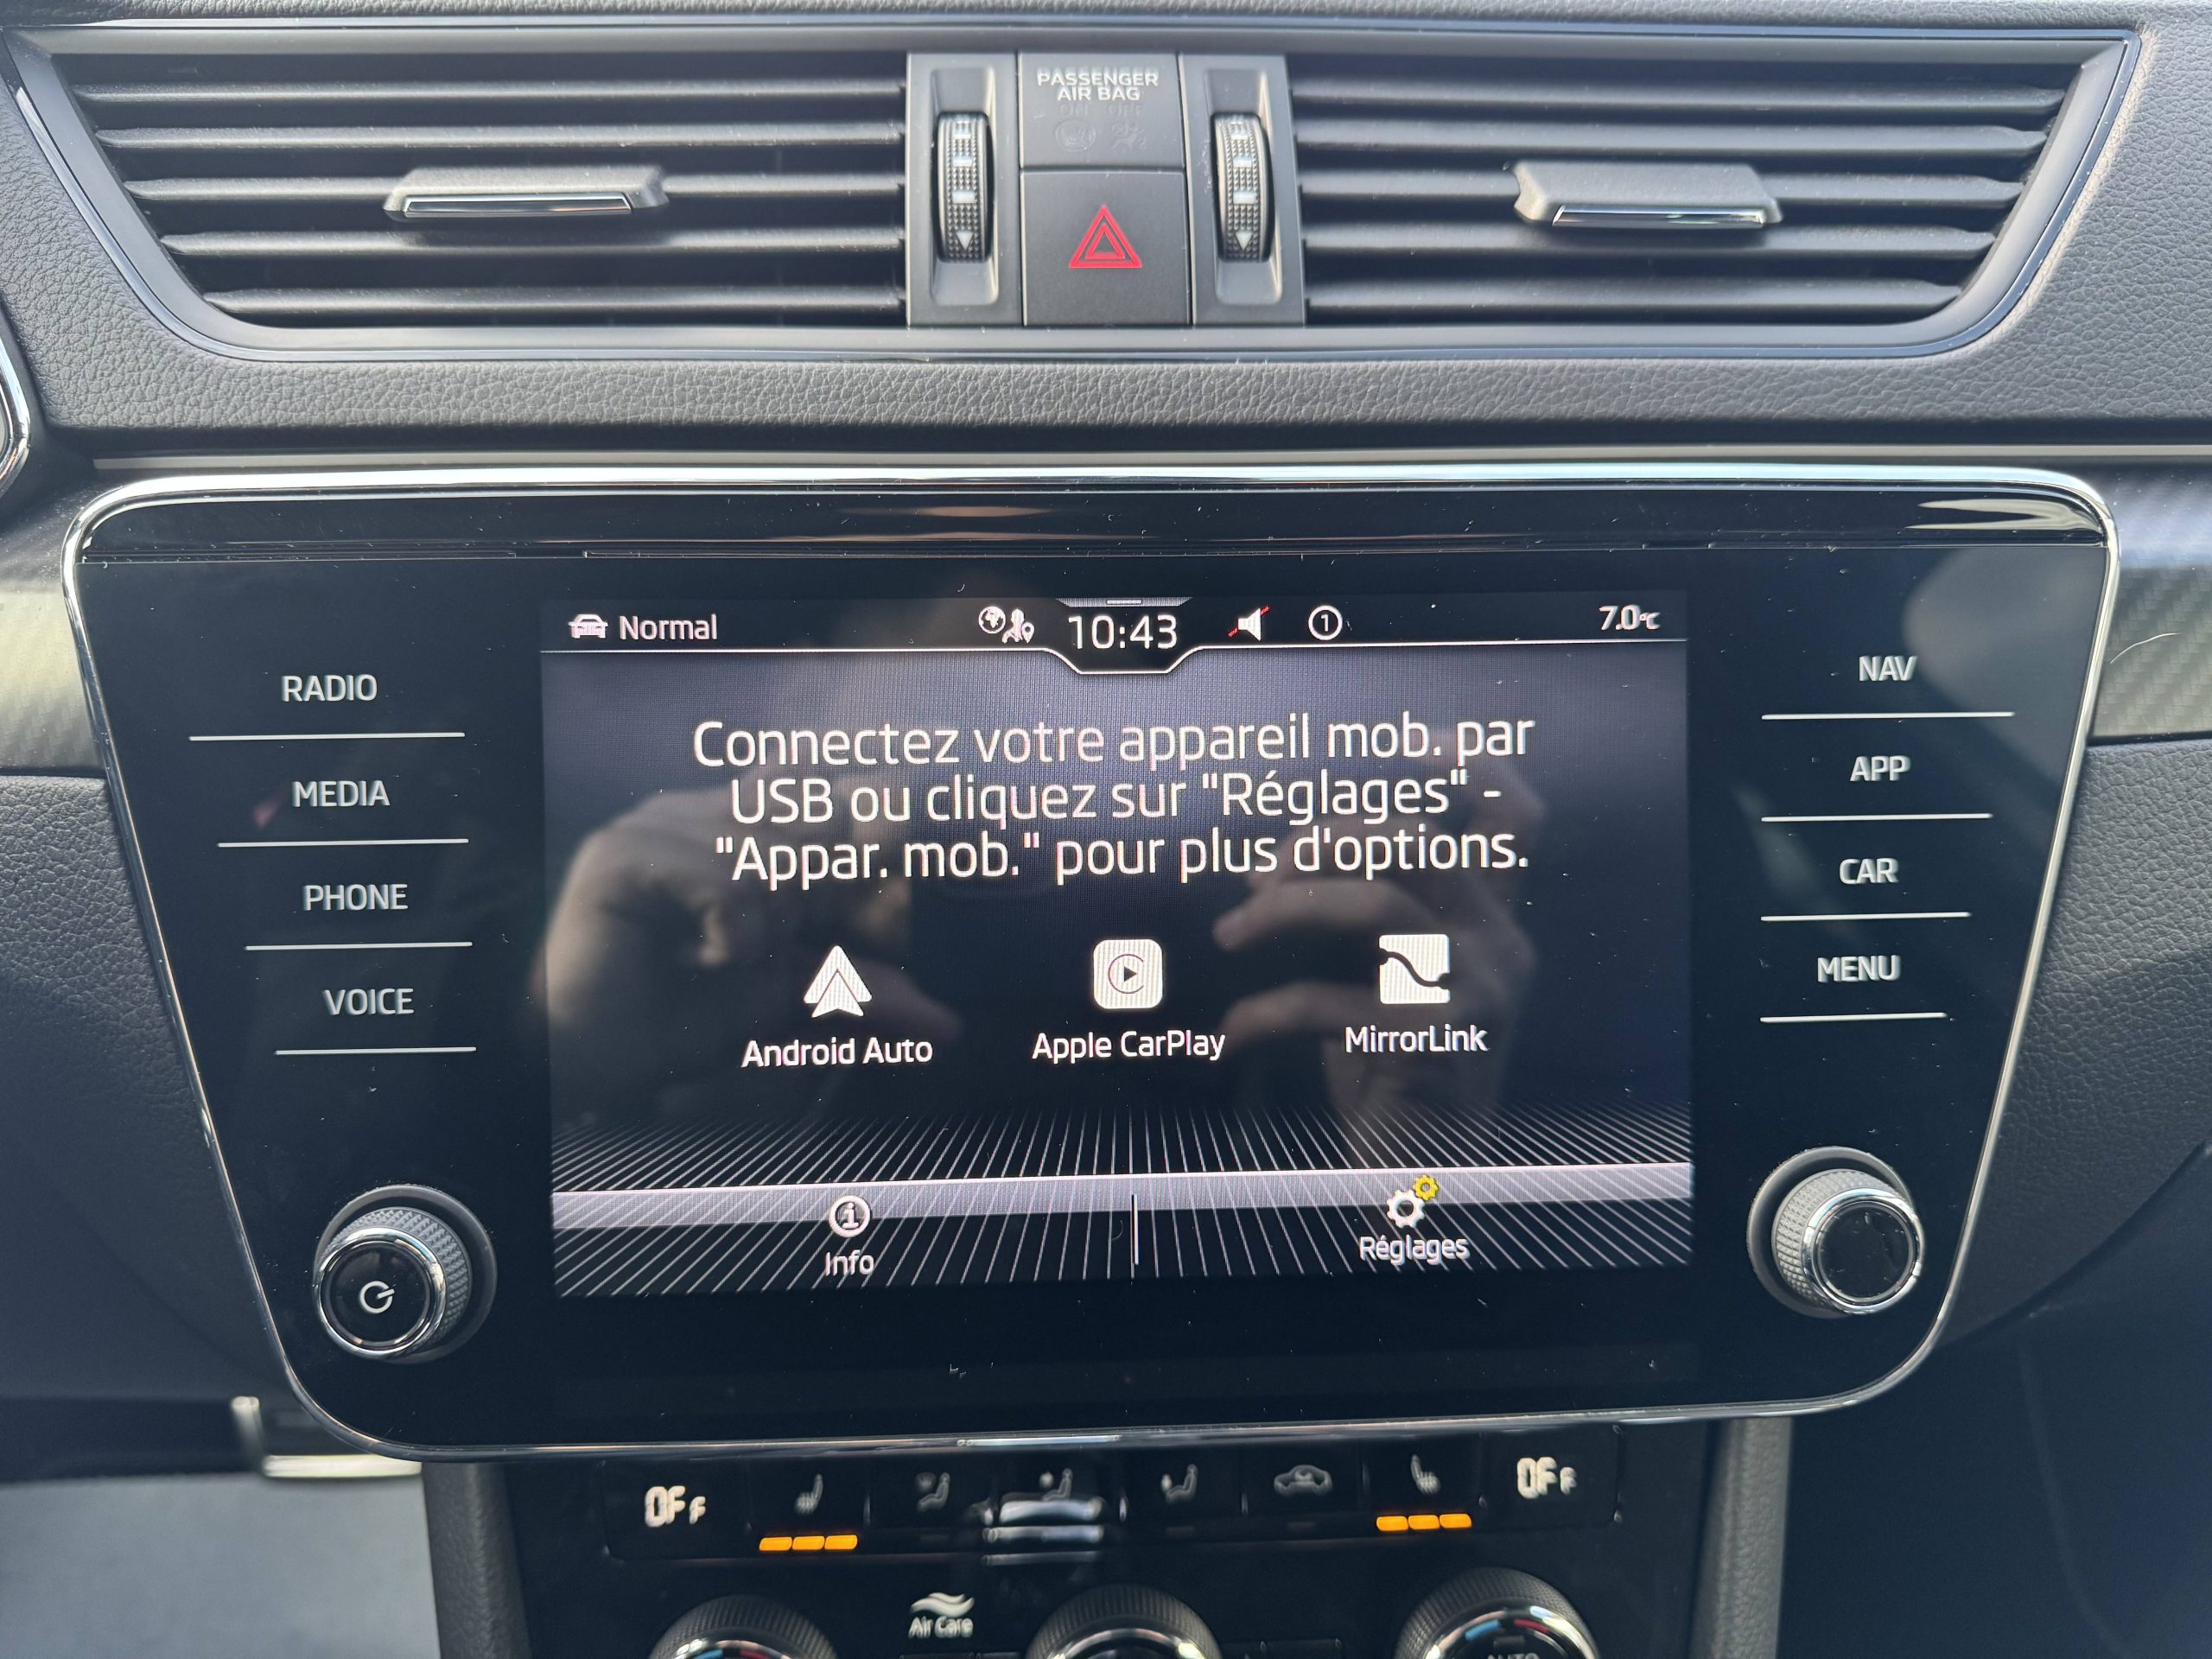 PASSENGER
AIR BAG
Normal
10:43
1
7.0°C
RADIO
MEDIA
PHONE
VOICE
NAV
APP
CAR
MENU
Connectez votre appareil mob. par
USB ou cliquez sur "Réglages" -
"Appar. mob." pour plus d'options.
Android Auto
Apple CarPlay
MirrorLink
Info
Réglages
OFF
OFF
Air Care
AUTO